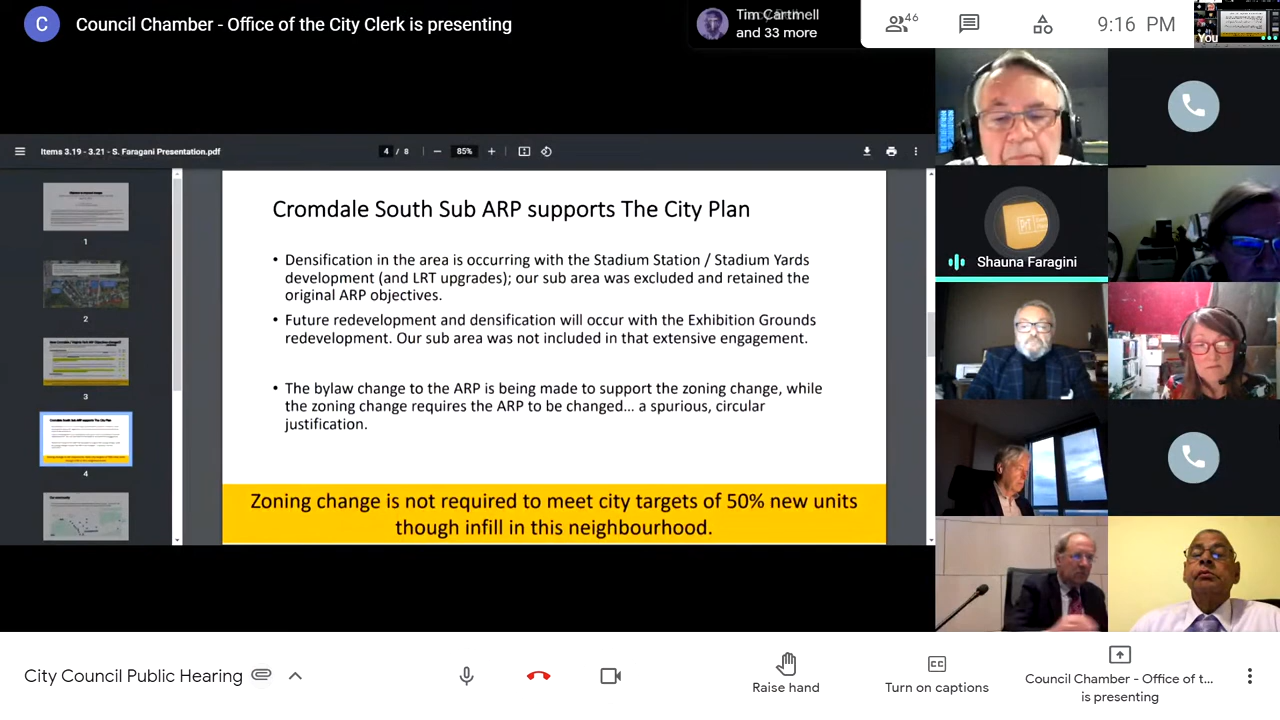 C
Council Chamber - Office of the City Clerk is presenting
Tim Cartmell
and 33 more
46
9:16 PM
You
Items 3.19 - 3.21 - S. Faragani Presentation.pdf
4 / 8
85%
1
2
3
4
Cromdale South Sub ARP supports The City Plan
• Densification in the area is occurring with the Stadium Station / Stadium Yards
development (and LRT upgrades); our sub area was excluded and retained the
original ARP objectives.
• Future redevelopment and densification will occur with the Exhibition Grounds
redevelopment. Our sub area was not included in that extensive engagement.
• The bylaw change to the ARP is being made to support the zoning change, while
the zoning change requires the ARP to be changed... a spurious, circular
justification.
Zoning change is not required to meet city targets of 50% new units
though infill in this neighbourhood.
Shauna Faragini
City Council Public Hearing
Raise hand
CC
Turn on captions
Council Chamber - Office of t...
is presenting